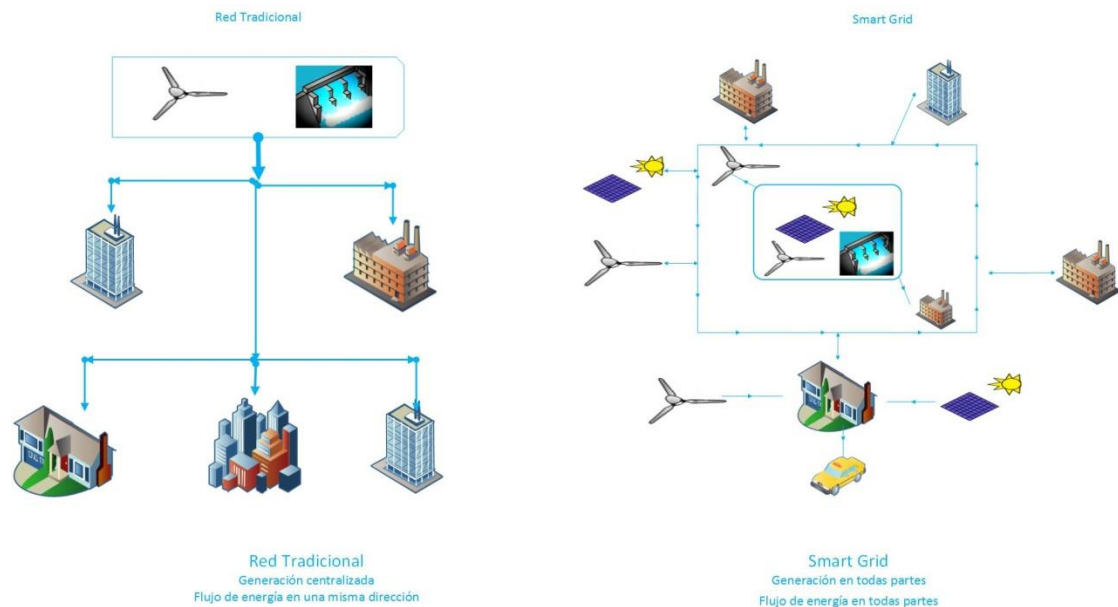 Red Tradicional
Smart Grid
Red Tradicional
Generación centralizada
Flujo de energía en una misma dirección
Smart Grid
Generación en todas partes
Flujo de energía en todas partes